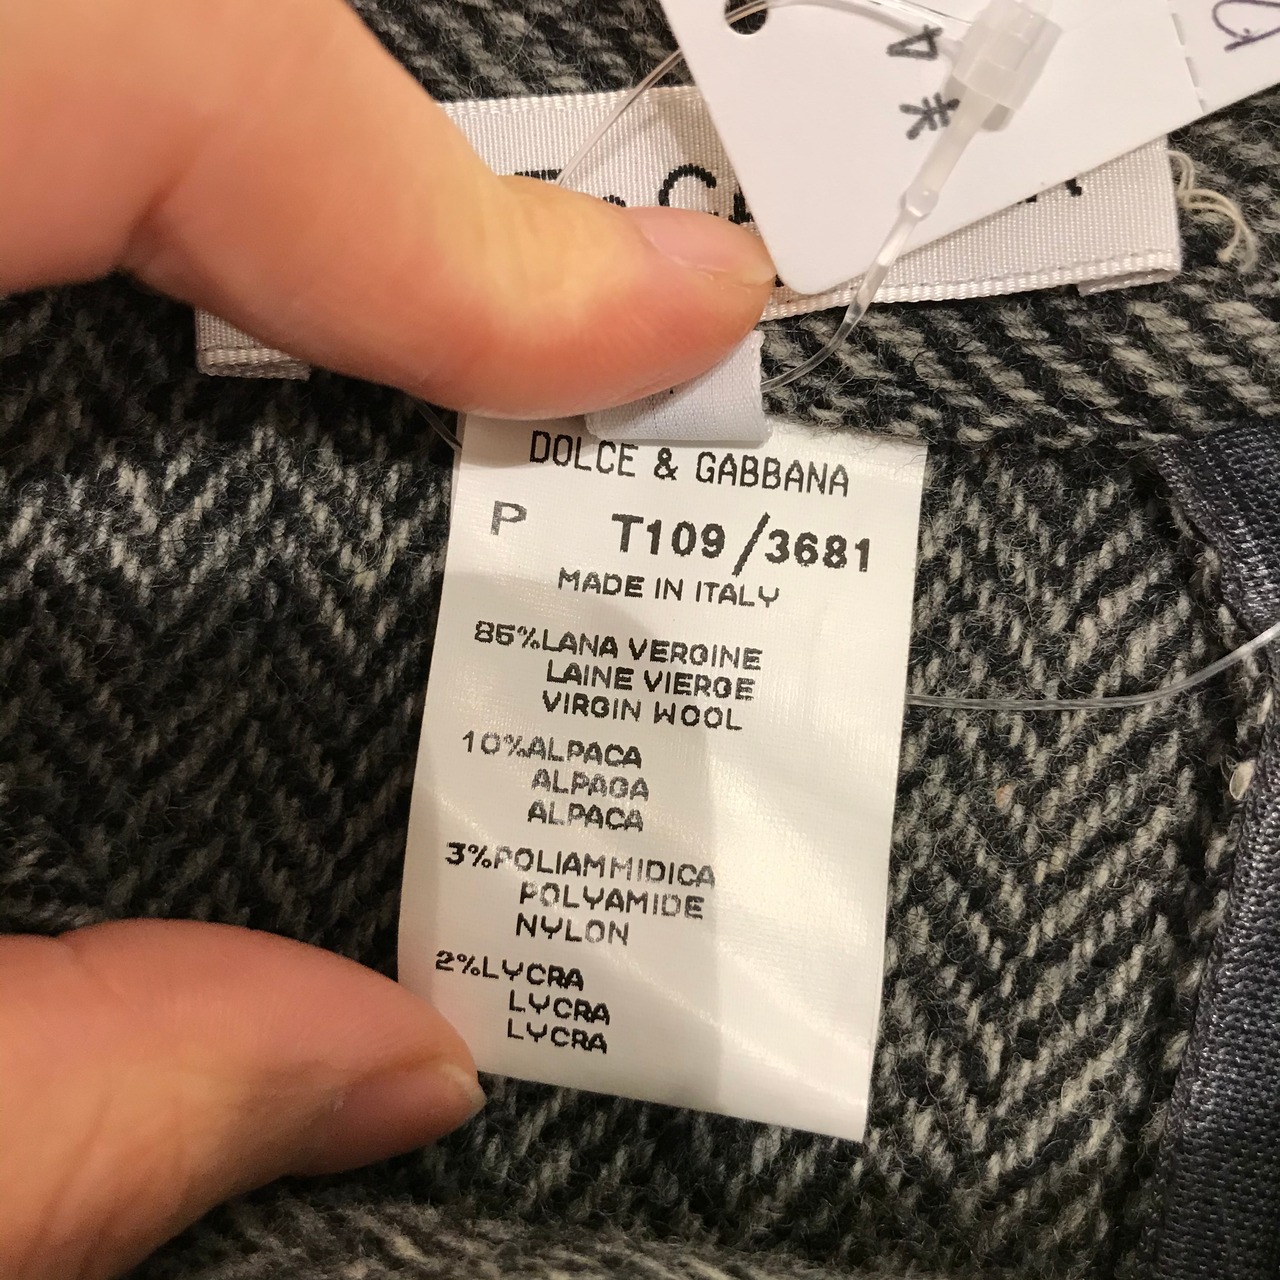 DOLCE & GABBANA
P T109/3681
MADE IN ITALY
85%LANA VERGINE
LAINE VIERGE
VIRGIN WOOL
10%ALPACA
ALPAGA
ALPACA
3%POLIAMMIDICA
POLYAMIDE
NYLON
2%LYCRA
LYCRA
LYCRA